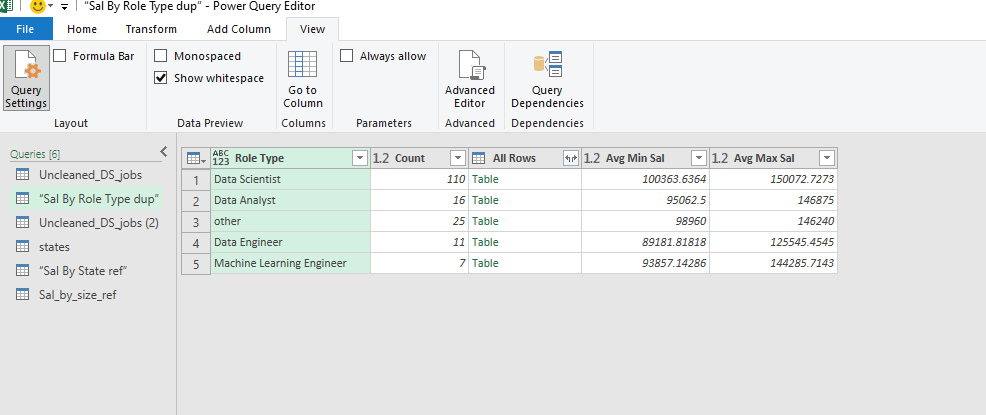 “Sal By Role Type dup” - Power Query Editor
File Home Transform Add Column View
Query Settings
Formula Bar
Layout
Monospaced
Show whitespace
Data Preview
Go to Column
Columns
Always allow
Parameters
Advanced Editor
Advanced
Query Dependencies
Dependencies
Queries [6]
Uncleaned_DS_jobs
“Sal By Role Type dup”
Uncleaned_DS_jobs (2)
states
“Sal By State ref”
Sal_by_size_ref
ABC 123 Role Type 1.2 Count All Rows 1.2 Avg Min Sal 1.2 Avg Max Sal
1 Data Scientist 110 Table 100363.6364 150072.7273
2 Data Analyst 16 Table 95062.5 146875
3 other 25 Table 98960 146240
4 Data Engineer 11 Table 89181.81818 125545.4545
5 Machine Learning Engineer 7 Table 93857.14286 144285.7143